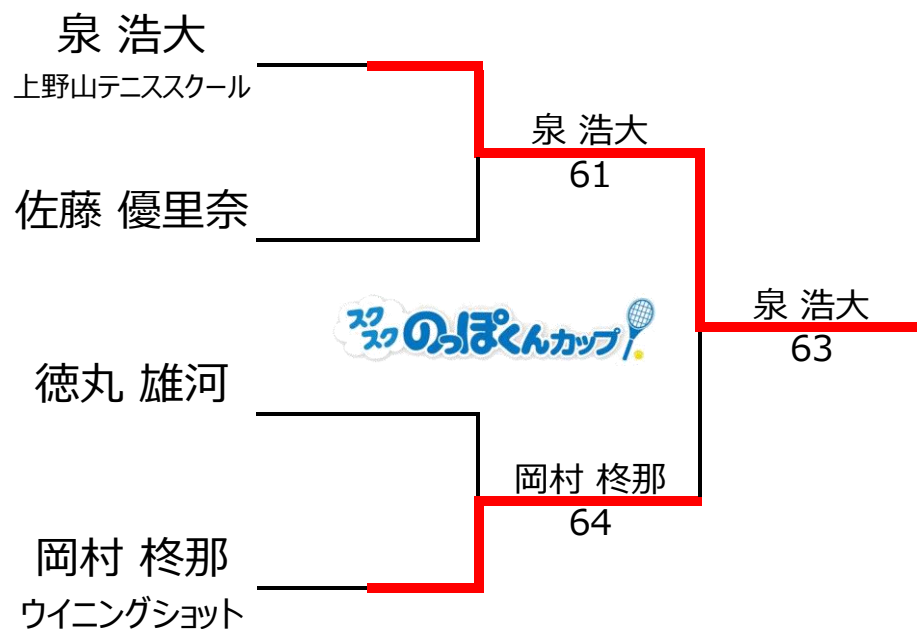 泉 浩大
上野山テニススクール
泉 浩大
61
佐藤 優里奈
スク
スク のっぽくんカップ
泉 浩大
63
徳丸 雄河
岡村 柊那
64
岡村 柊那
ウイニングショット